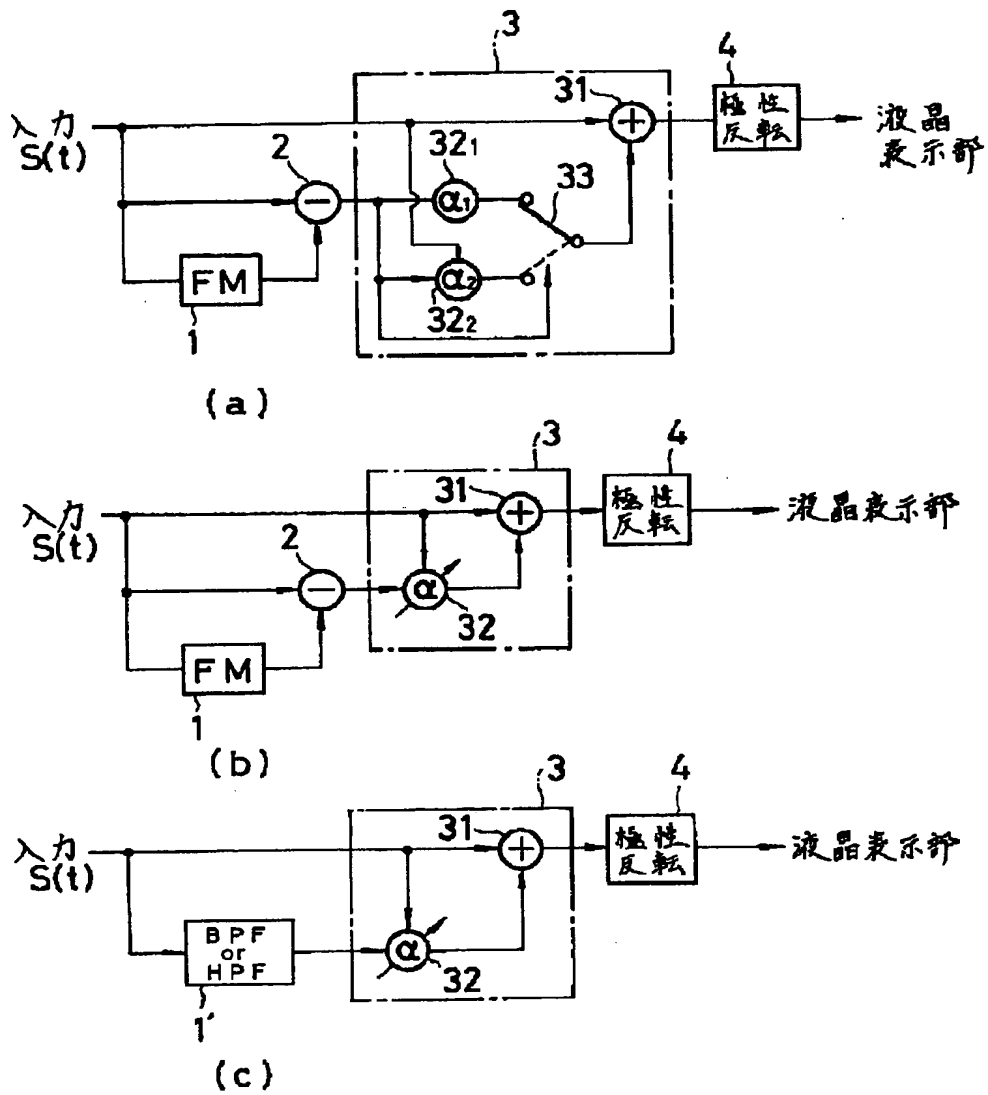 3
4
31
極性
反転
入力
S(t)
液晶
表示部
2
32₁
α₁
33
+
−
α₂
32₂
FM
1
(a)
3
4
31
極性
反転
入力
S(t)
液晶表示部
2
+
−
α
32
FM
1
(b)
3
4
31
極性
反転
入力
S(t)
液晶表示部
+
BPF
or
HPF
α
32
1′
(c)